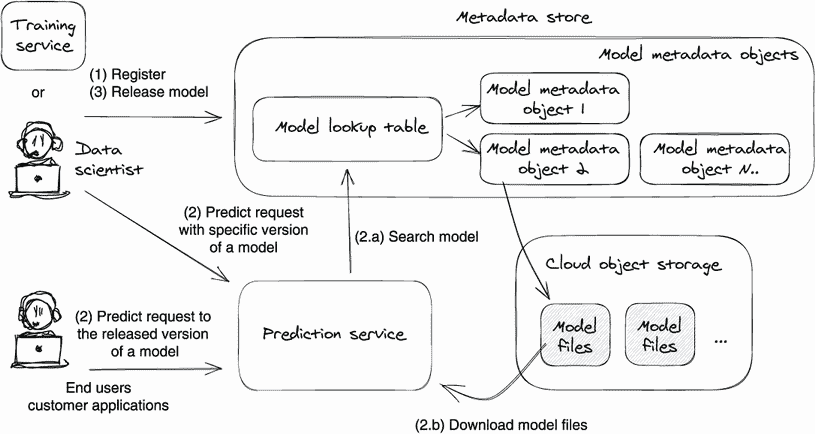 Training
service
or
Data
scientist
(1) Register
(3) Release model
Metadata store
Model metadata objects
Model lookup table
Model metadata
object 1
Model metadata
object 2
Model metadata
object N..
(2) Predict request
with specific version
of a model
(2.a) Search model
Cloud object storage
Model
files
Model
files
...
(2) Predict request to
the released version
of a model
Prediction service
End users
customer applications
(2.b) Download model files